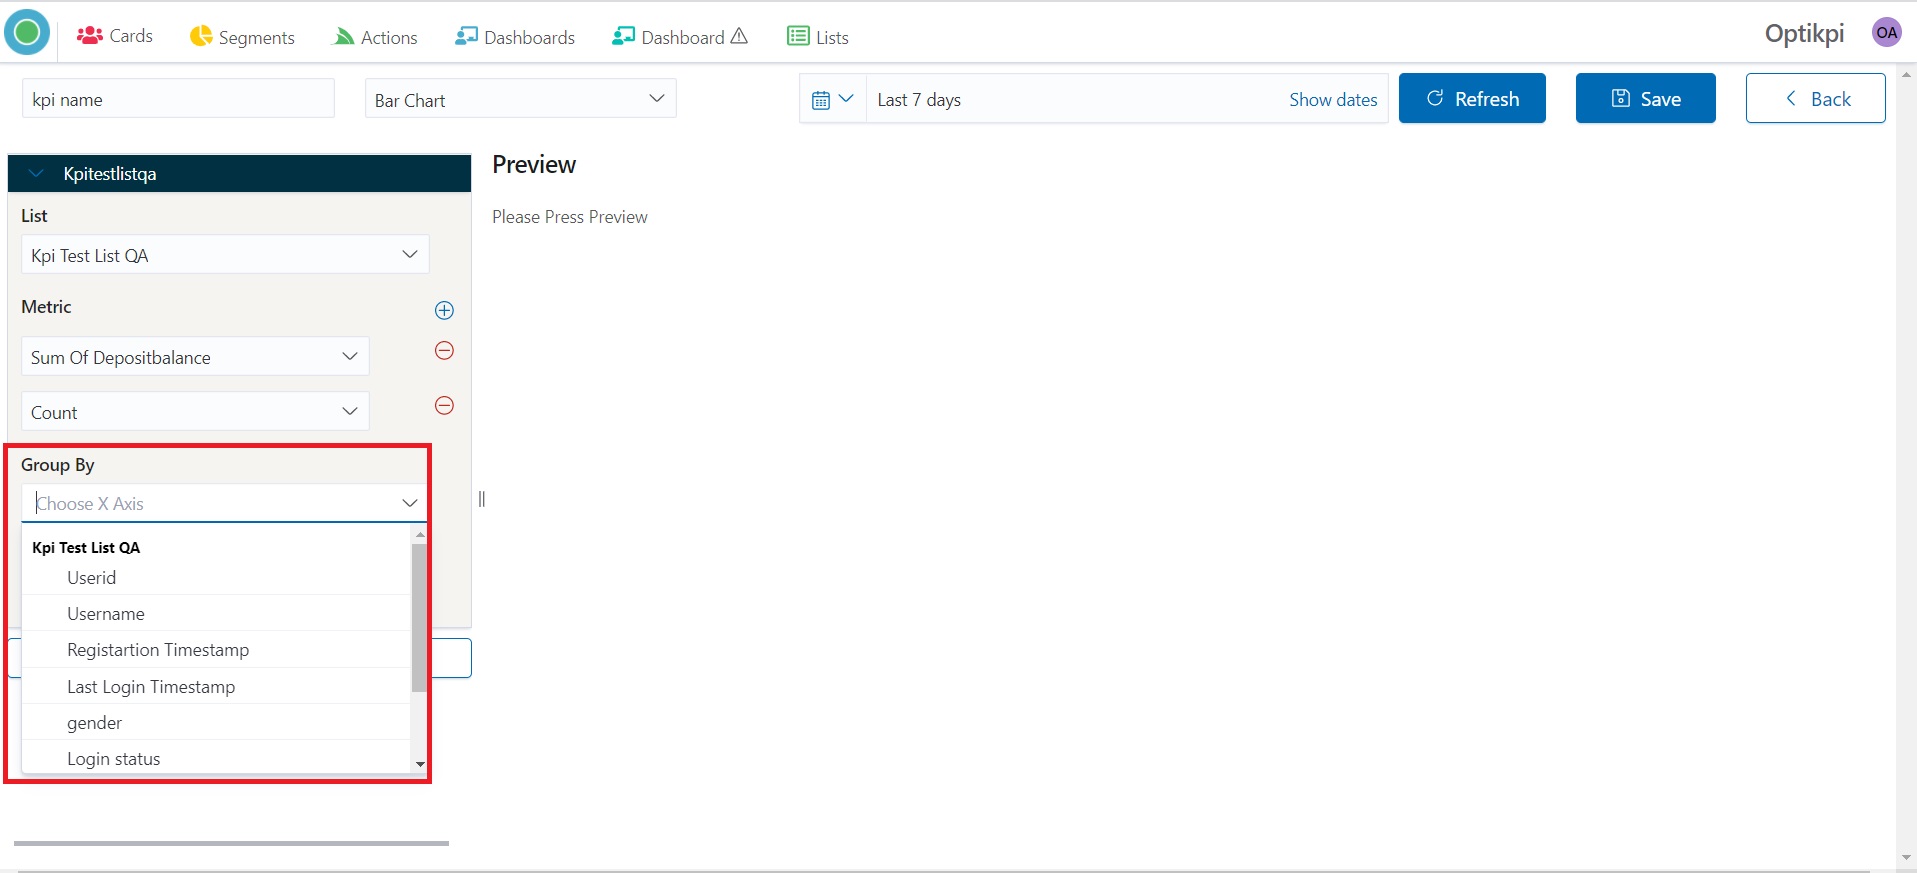 Cards Segments Actions Dashboards Dashboard Lists Optikpi OA
kpi name Bar Chart Last 7 days Show dates Refresh Save Back
Kpitestlistqa
Preview
List
Please Press Preview
Kpi Test List QA
Metric
Sum Of Depositbalance
Count
Group By
Choose X Axis
Kpi Test List QA
Userid
Username
Registartion Timestamp
Last Login Timestamp
gender
Login status